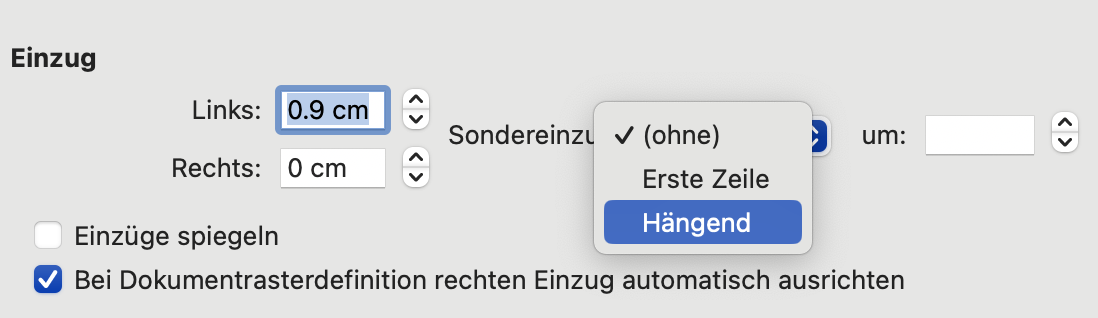 Einzug
Links: 0.9 cm
Sondereinzu
✓ (ohne)
Erste Zeile
Hängend
um:
Rechts: 0 cm
Einzüge spiegeln
Bei Dokumentrasterdefinition rechten Einzug automatisch ausrichten